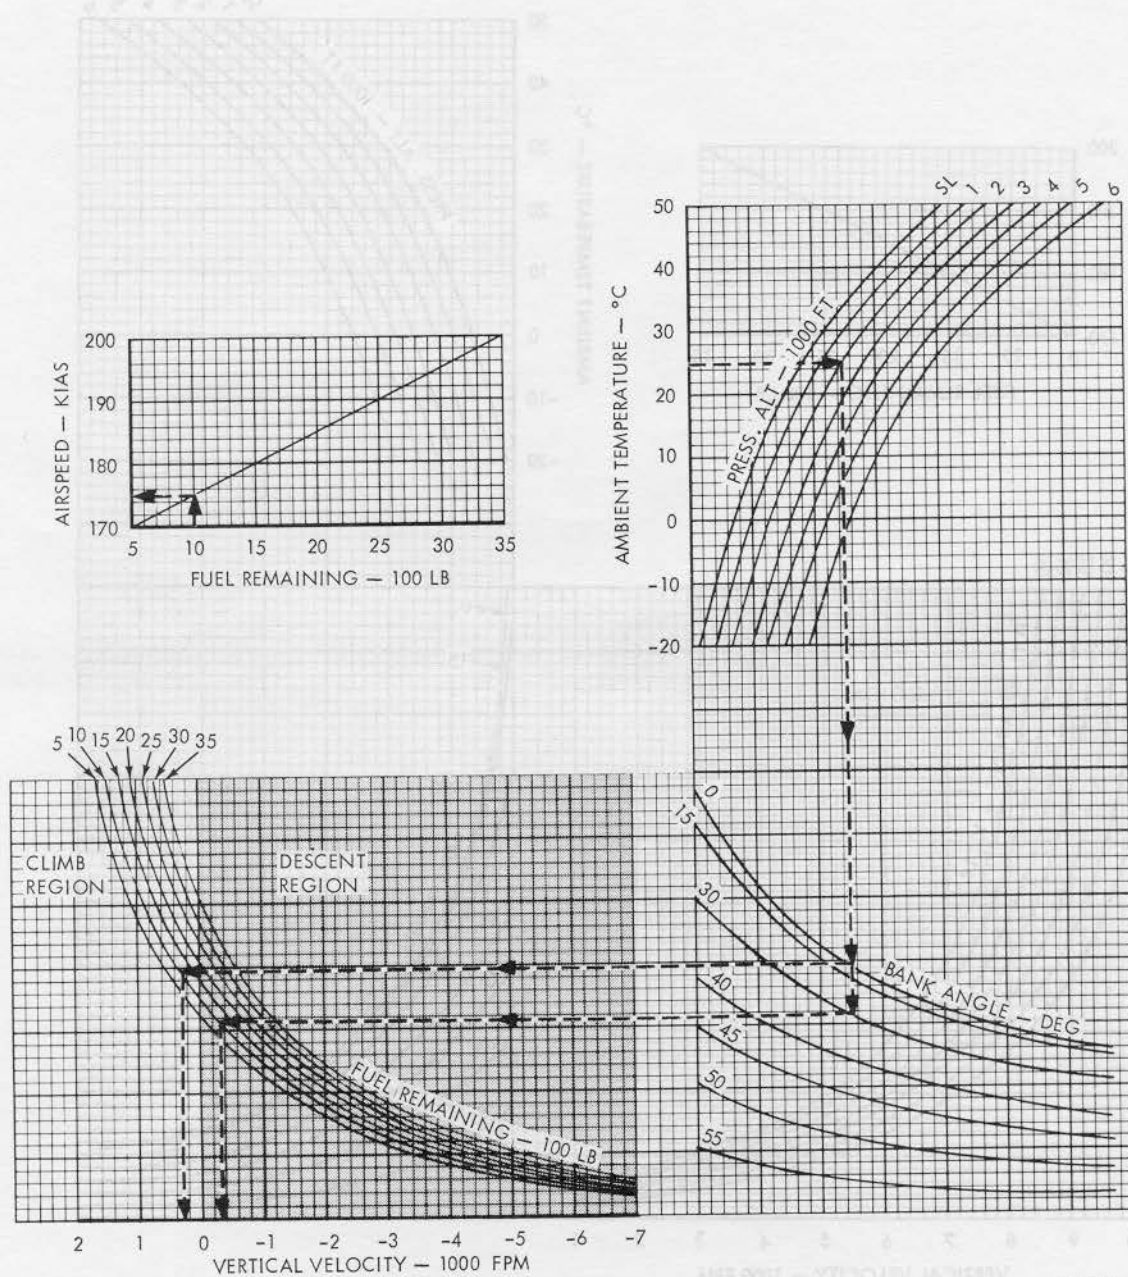 SL 1 2 3 4 5 6
50
40
30
20
10
0
-10
-20
AMBIENT TEMPERATURE — °C
PRESS. ALT — 1000 FT
200
190
180
170
AIRSPEED — KIAS
5 10 15 20 25 30 35
FUEL REMAINING — 100 LB
5 10 15 20 25 30 35
CLIMB
REGION
DESCENT
REGION
FUEL REMAINING — 100 LB
2 1 0 -1 -2 -3 -4 -5 -6 -7
VERTICAL VELOCITY — 1000 FPM
0
15
30
40
45
50
55
BANK ANGLE — DEG